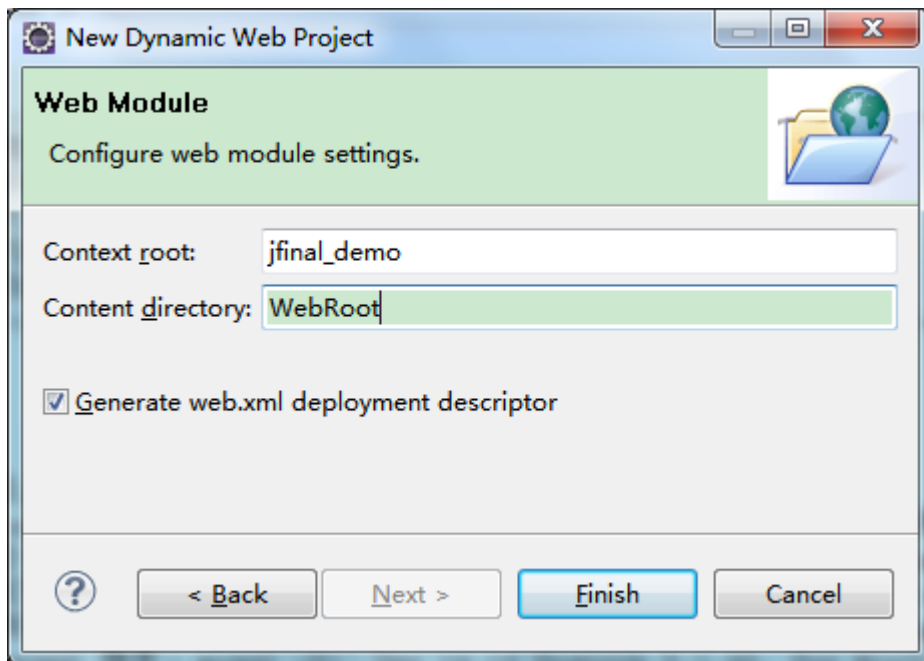 New Dynamic Web Project
Web Module
Configure web module settings.
Context root: jfinal_demo
Content directory: WebRoot
Generate web.xml deployment descriptor
?
< Back Next > Finish Cancel